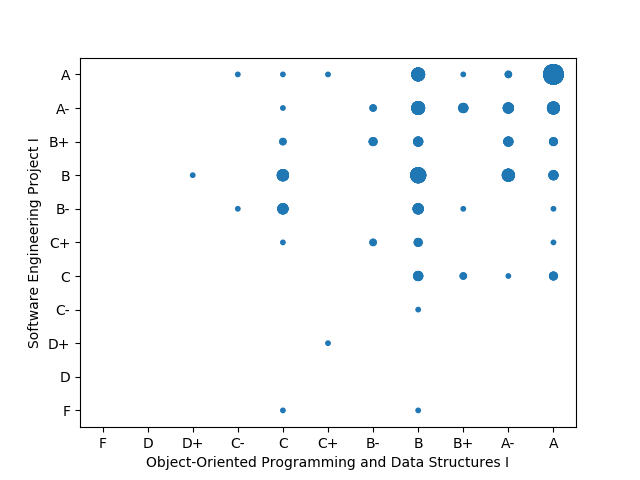 Software Engineering Project I
A
A-
B+
B
B-
C+
C
C-
D+
D
F
F D D+ C- C C+ B- B B+ A- A
Object-Oriented Programming and Data Structures I